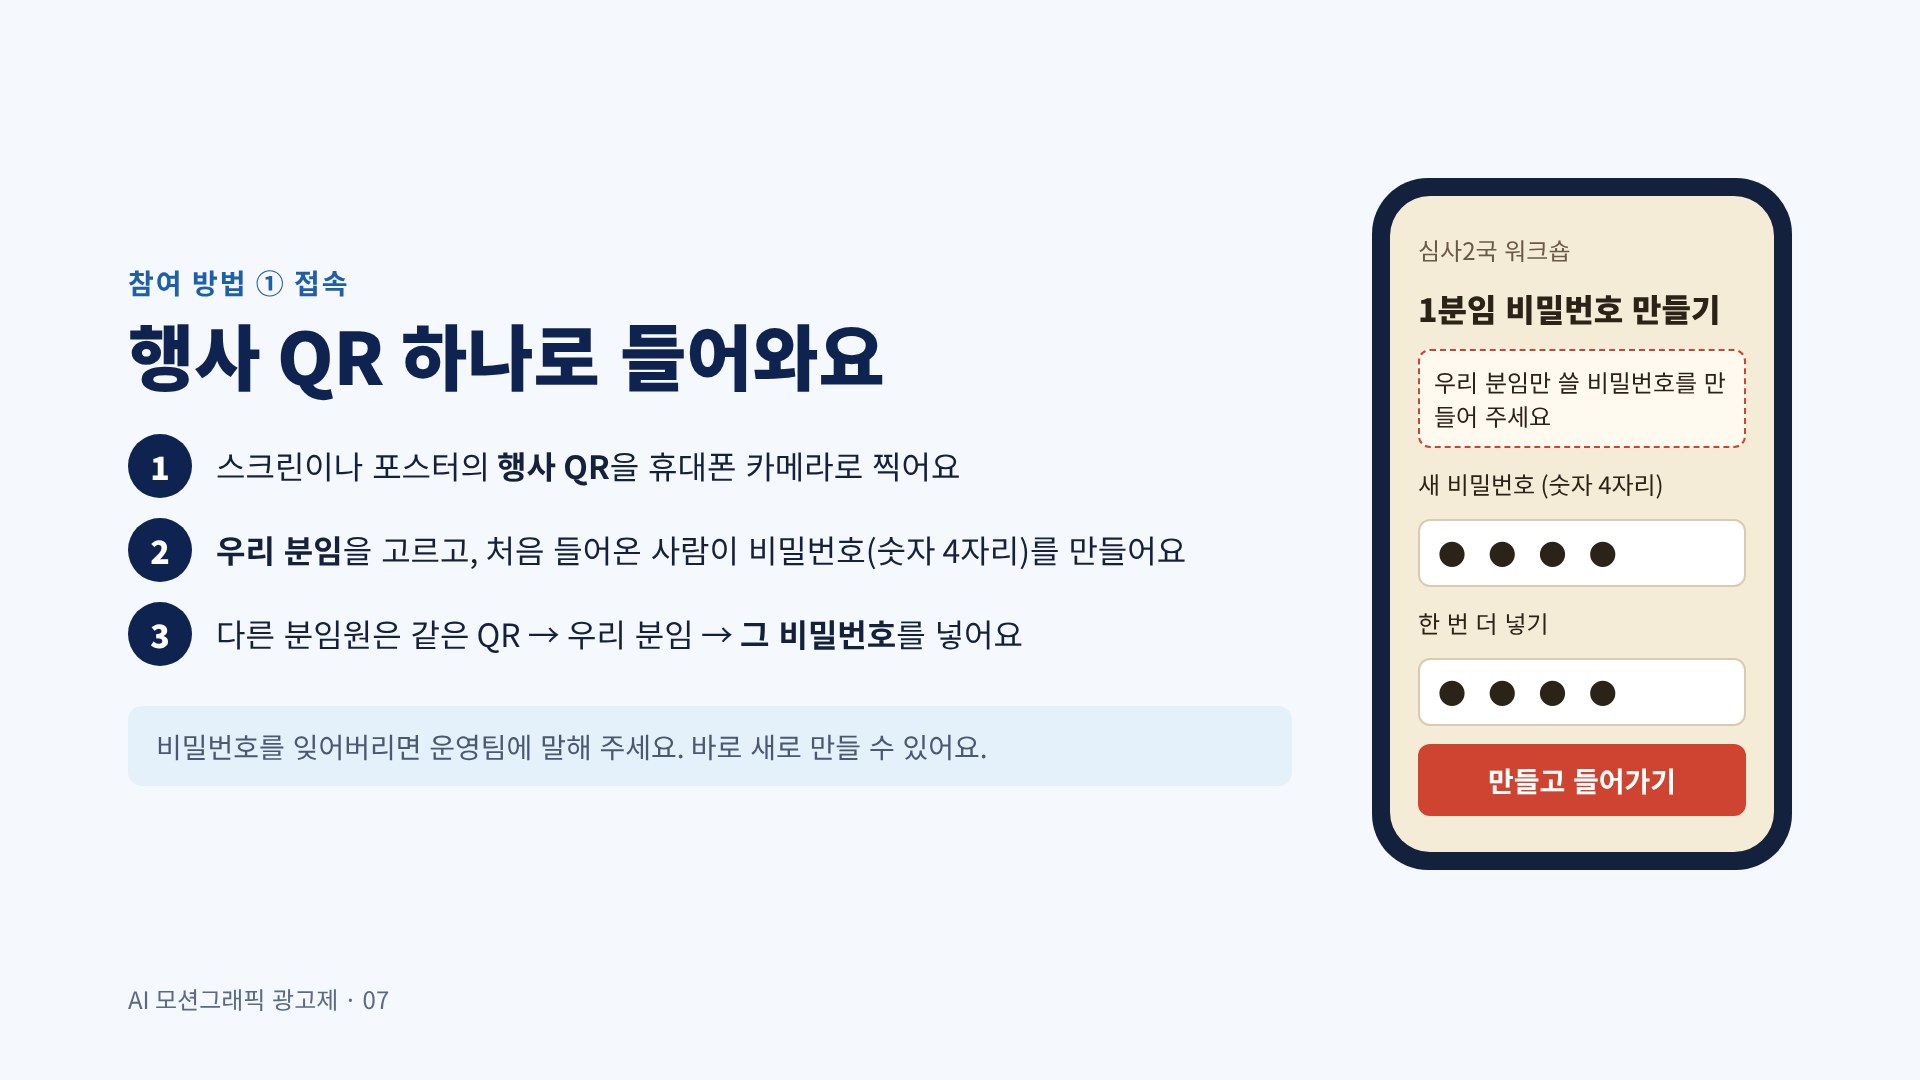 참여 방법 ① 접속
행사 QR 하나로 들어와요
1 스크린이나 포스터의 행사 QR을 휴대폰 카메라로 찍어요
2 우리 분임을 고르고, 처음 들어온 사람이 비밀번호(숫자 4자리)를 만들어요
3 다른 분임원은 같은 QR → 우리 분임 → 그 비밀번호를 넣어요
비밀번호를 잊어버리면 운영팀에 말해 주세요. 바로 새로 만들 수 있어요.
심사2국 워크숍
1분임 비밀번호 만들기
우리 분임만 쓸 비밀번호를 만
들어 주세요
새 비밀번호 (숫자 4자리)
● ● ● ●
한 번 더 넣기
● ● ● ●
만들고 들어가기
AI 모션그래픽 광고제 · 07